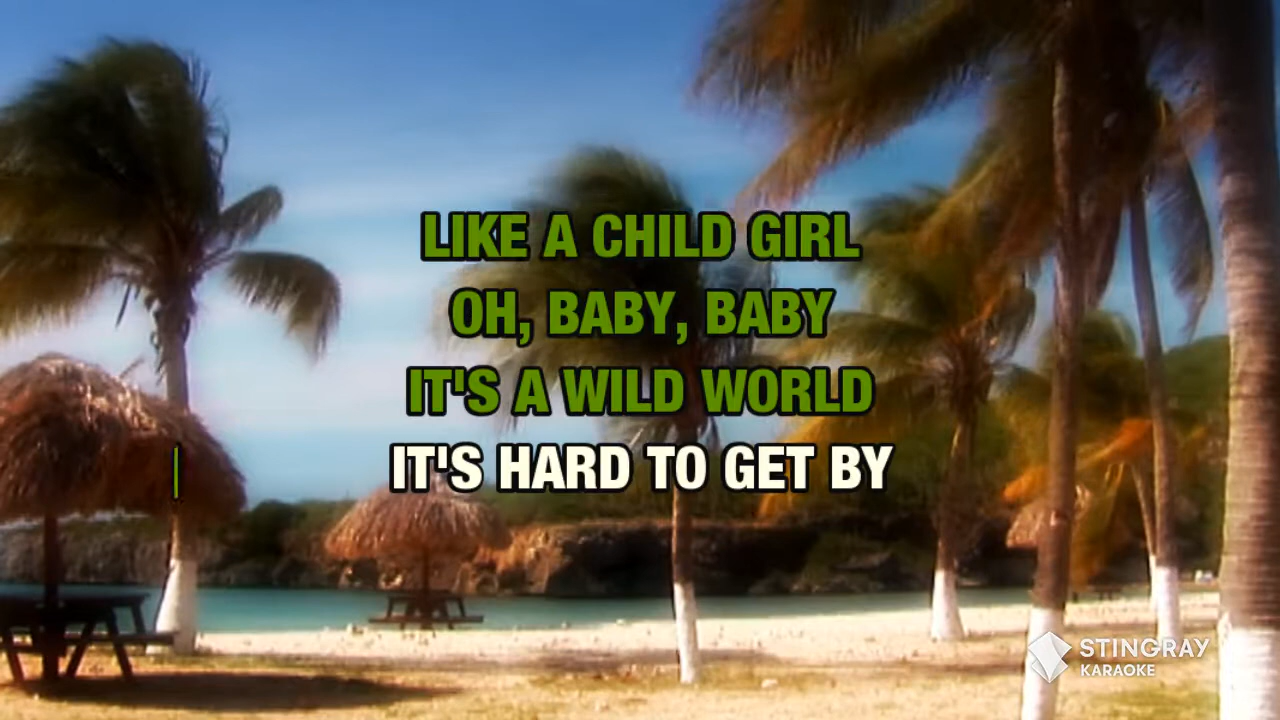 LIKE A CHILD GIRL
OH, BABY, BABY
IT'S A WILD WORLD
IT'S HARD TO GET BY
STINGRAY
KARAOKE